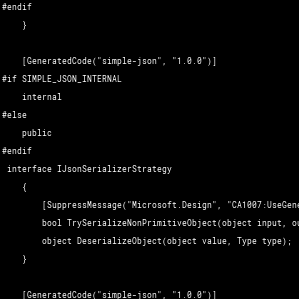 #endif
}
[GeneratedCode("simple-json", "1.0.0")]
#if SIMPLE_JSON_INTERNAL
internal
#else
public
#endif
interface IJsonSerializerStrategy
{
[SuppressMessage("Microsoft.Design", "CA1007:UseGene
bool TrySerializeNonPrimitiveObject(object input, ou
object DeserializeObject(object value, Type type);
}
[GeneratedCode("simple-json", "1.0.0")]